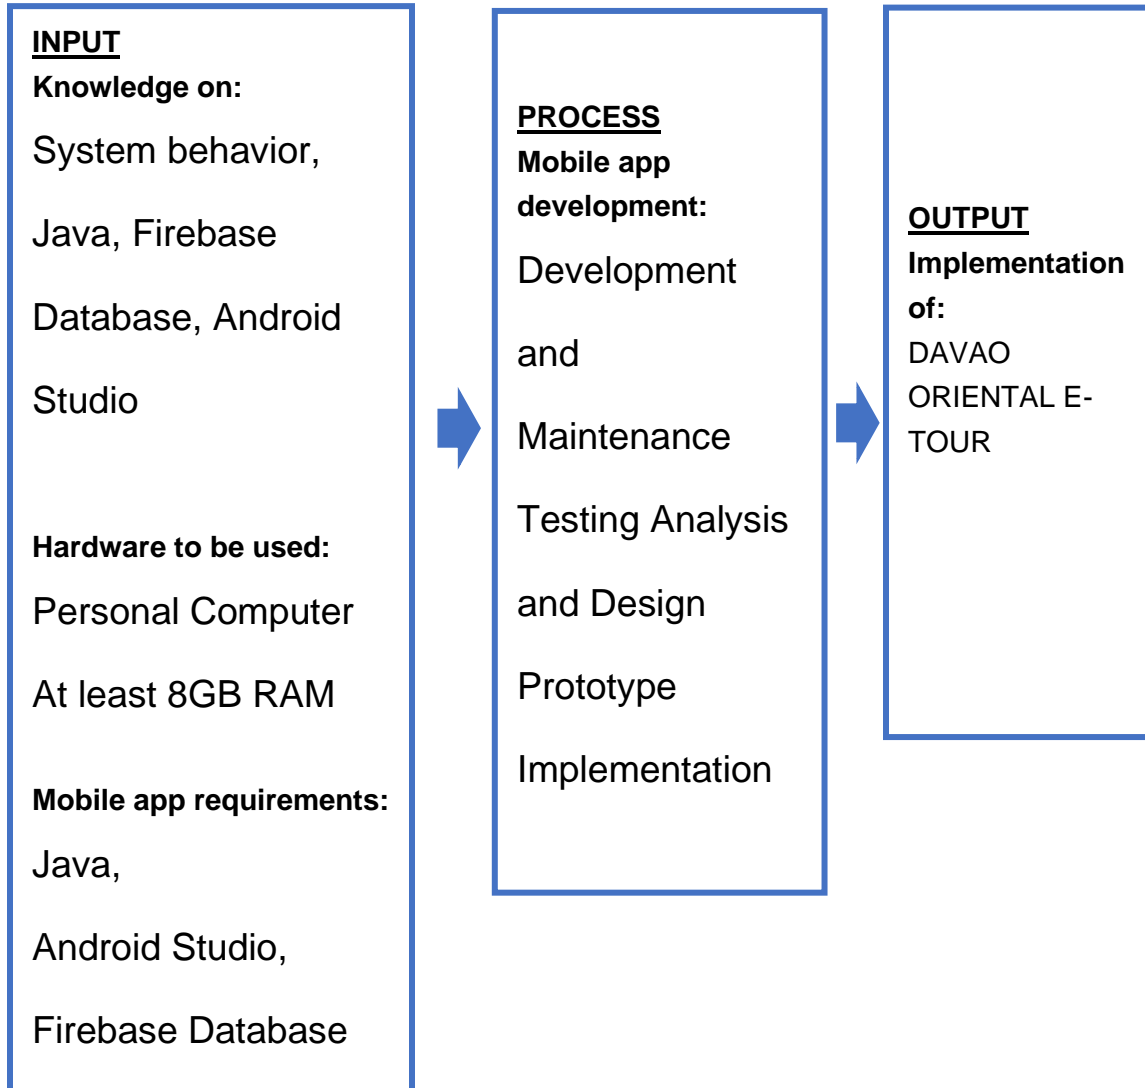 INPUT
Knowledge on:
System behavior,
Java, Firebase
Database, Android
Studio
Hardware to be used:
Personal Computer
At least 8GB RAM
Mobile app requirements:
Java,
Android Studio,
Firebase Database
PROCESS
Mobile app
development:
Development
and
Maintenance
Testing Analysis
and Design
Prototype
Implementation
OUTPUT
Implementation
of:
DAVAO
ORIENTAL E-
TOUR